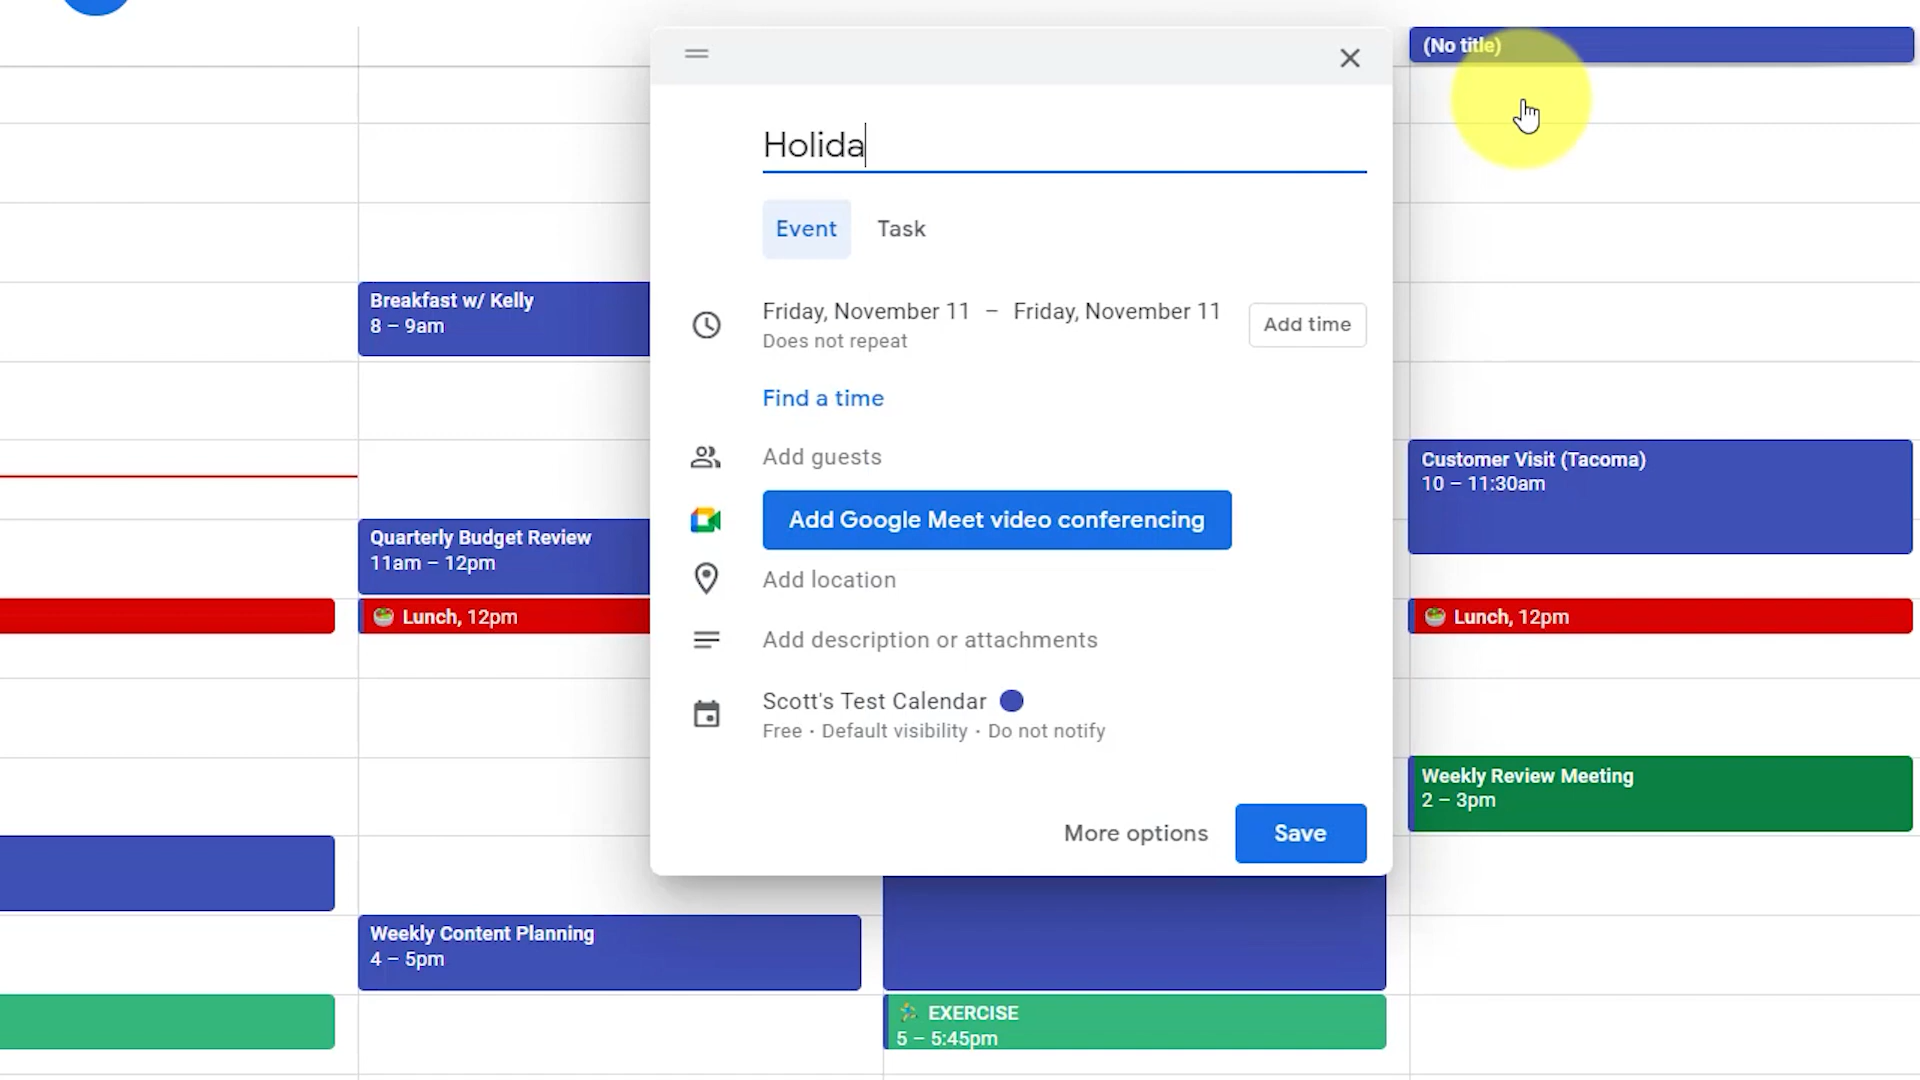 (No title)
Holida
Event Task
Friday, November 11 – Friday, November 11
Add time
Does not repeat
Find a time
Add guests
Add Google Meet video conferencing
Add location
Add description or attachments
Scott's Test Calendar
Free · Default visibility · Do not notify
More options
Save
Breakfast w/ Kelly
8 – 9am
Quarterly Budget Review
11am – 12pm
Lunch, 12pm
Weekly Content Planning
4 – 5pm
EXERCISE
5 – 5:45pm
Customer Visit (Tacoma)
10 – 11:30am
Lunch, 12pm
Weekly Review Meeting
2 – 3pm